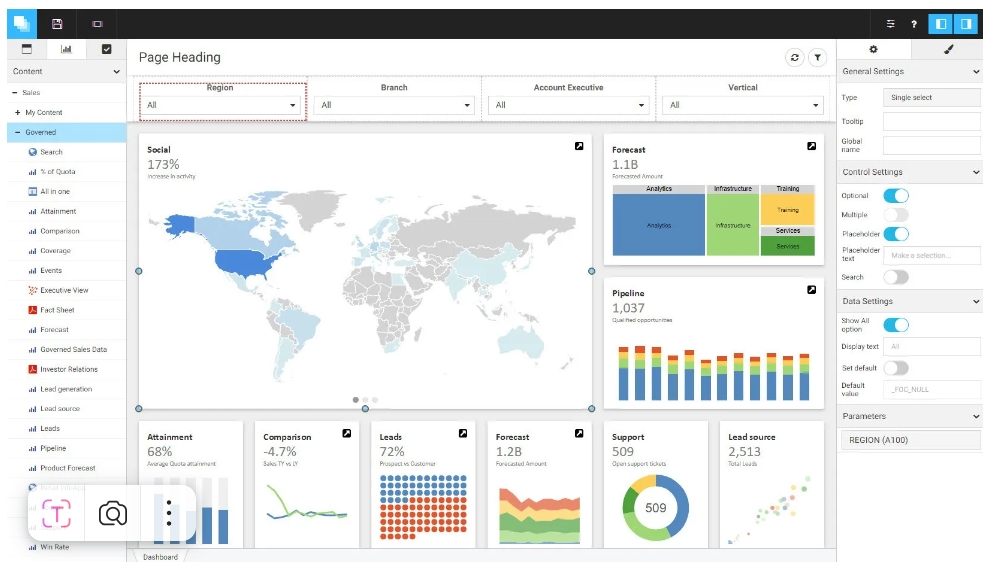 ?
Page Heading
Content
Sales
My Content
Governed
Search
% of Quota
All in one
Attainment
Comparison
Coverage
Events
Executive View
Fact Sheet
Forecast
Governed Sales Data
Investor Relations
Lead generation
Lead source
Leads
Pipeline
Product Forecast
Win Rate
Region
All
Branch
All
Account Executive
All
Vertical
All
Social
173%
Increase in activity
Forecast
1.1B
Forecasted Amount
Analytics
Infrastructure
Training
Analytics
Infrastructure
Training
Services
Services
Pipeline
1,037
Qualified opportunities
Attainment
68%
Average Quota attainment
Comparison
-4.7%
Sales TY vs LY
Leads
72%
Prospect vs Customer
Forecast
1.2B
Forecasted Amount
Support
509
Open support tickets
509
Lead source
2,513
Total Leads
Dashboard
General Settings
Type
Single select
Tooltip
Global
name
Control Settings
Optional
Multiple
Placeholder
Placeholder
text
Make a selection...
Search
Data Settings
Show All
option
Display text
All
Set default
Default
value
_FOC_NULL
Parameters
REGION (A100)
T